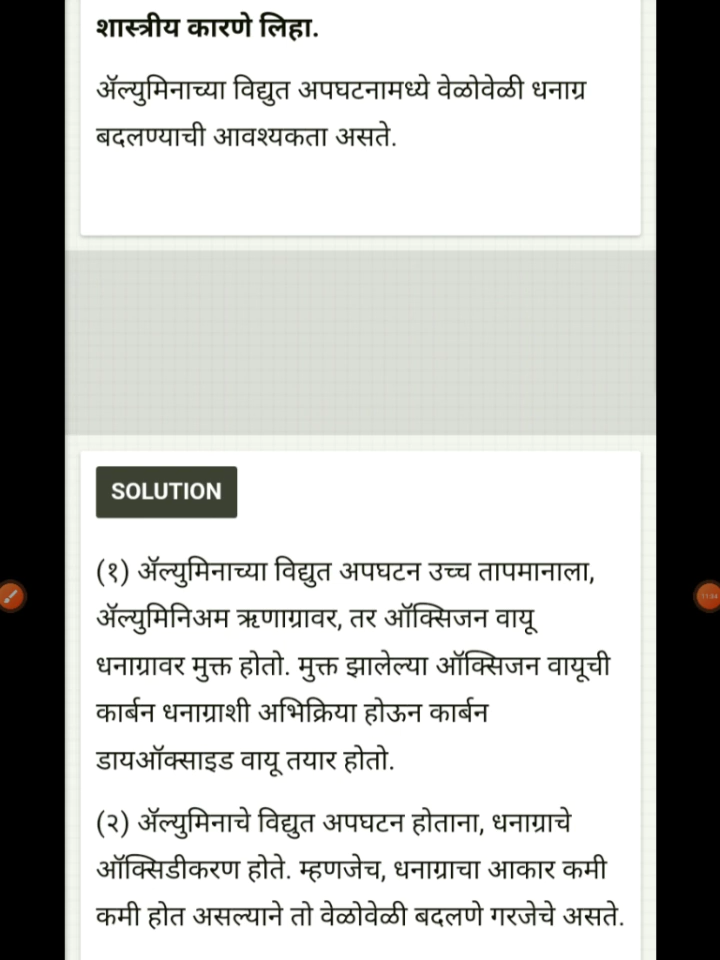 शास्त्रीय कारणे लिहा.
ॲल्युमिनाच्या विद्युत अपघटनामध्ये वेळोवेळी धनाग्र
बदलण्याची आवश्यकता असते.
SOLUTION
(१) ॲल्युमिनाच्या विद्युत अपघटन उच्च तापमानाला,
ॲल्युमिनिअम ऋणाग्रावर, तर ऑक्सिजन वायू
धनाग्रावर मुक्त होतो. मुक्त झालेल्या ऑक्सिजन वायूची
कार्बन धनाग्राशी अभिक्रिया होऊन कार्बन
डायऑक्साइड वायू तयार होतो.
(२) ॲल्युमिनाचे विद्युत अपघटन होताना, धनाग्राचे
ऑक्सिडीकरण होते. म्हणजेच, धनाग्राचा आकार कमी
कमी होत असल्याने तो वेळोवेळी बदलणे गरजेचे असते.